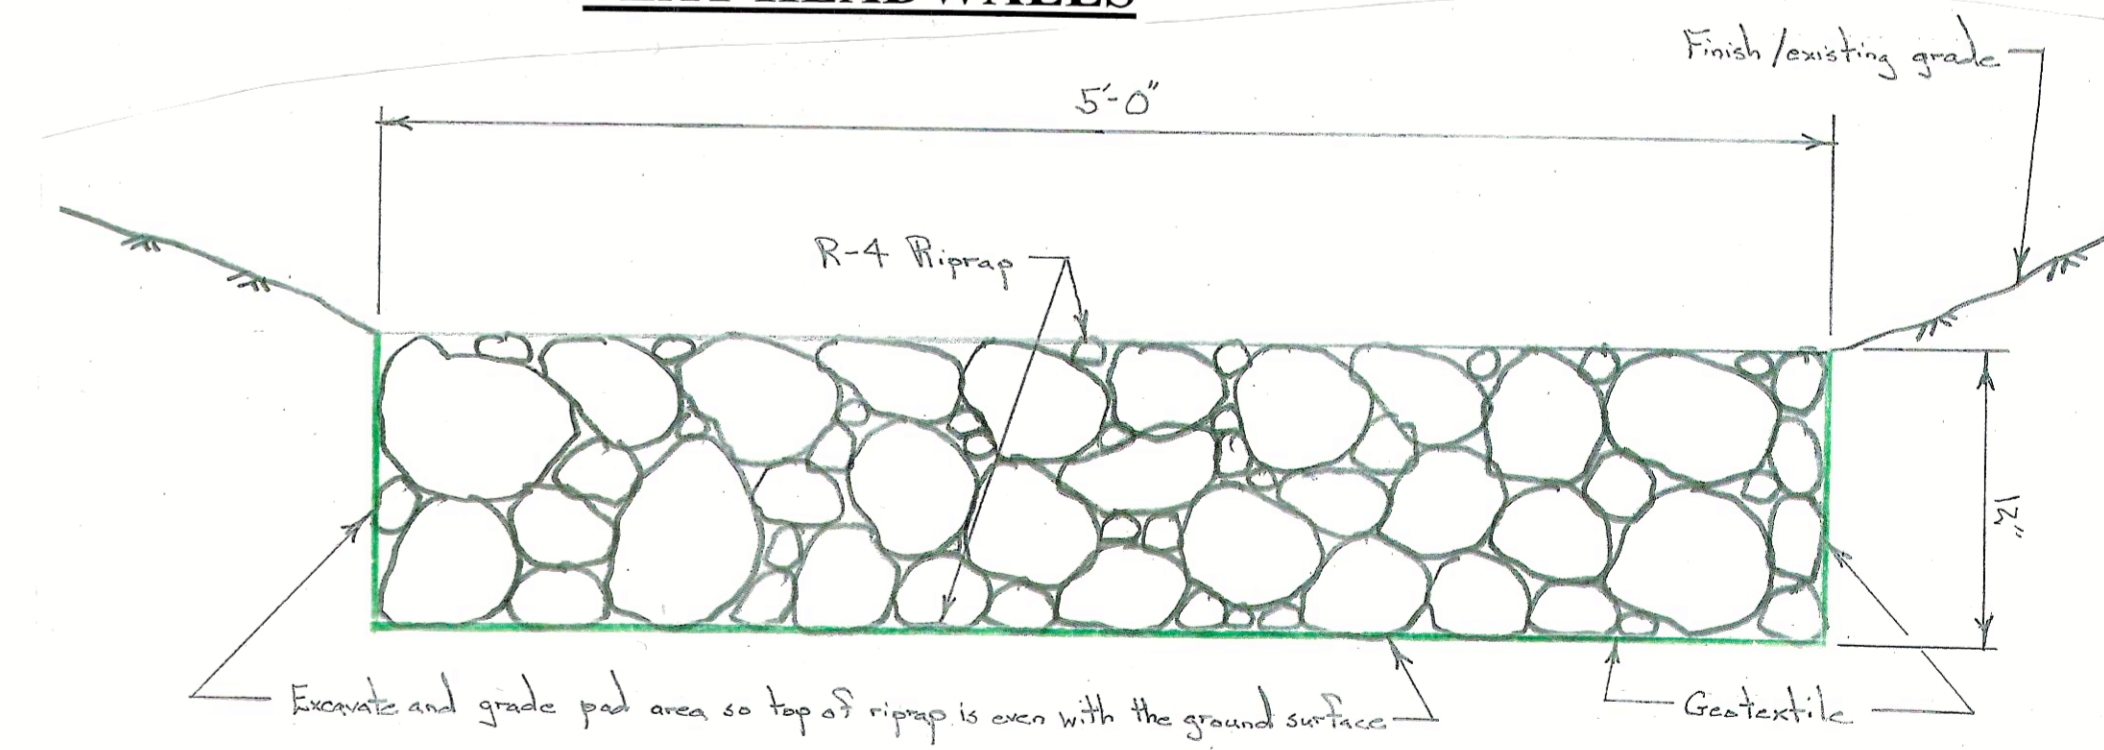 HEADWALLS
Finish/existing grade
5'-0"
R-4 Riprap
12"
Excavate and grade pad area so top of riprap is even with the ground surface
Geotextile